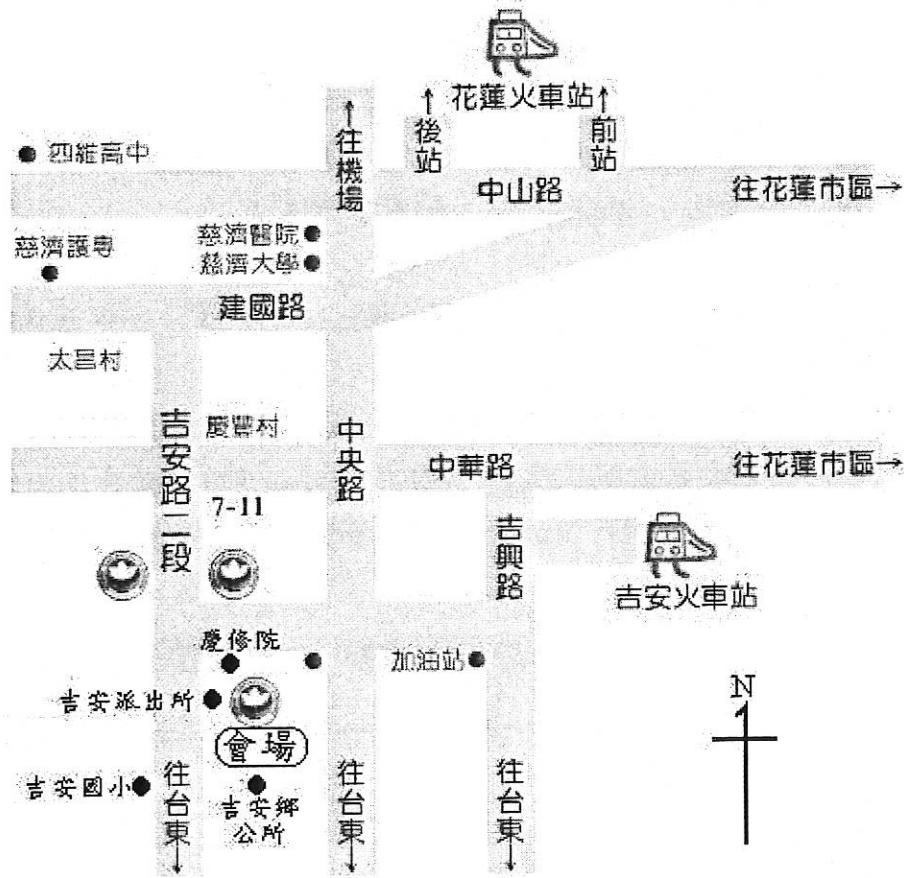 花蓮火車站
↑往機場
↑後站
↑前站
四維高中
中山路
往花蓮市區→
慈濟護專
慈濟醫院
慈濟大學
建國路
太昌村
吉安路二段
慶豐村
中央路
中華路
往花蓮市區→
7-11
吉興路
吉安火車站
慶修院
加油站
吉安派出所
會場
N
吉安國小
往台東↓
吉安鄉
公所
往台東↓
往台東↓